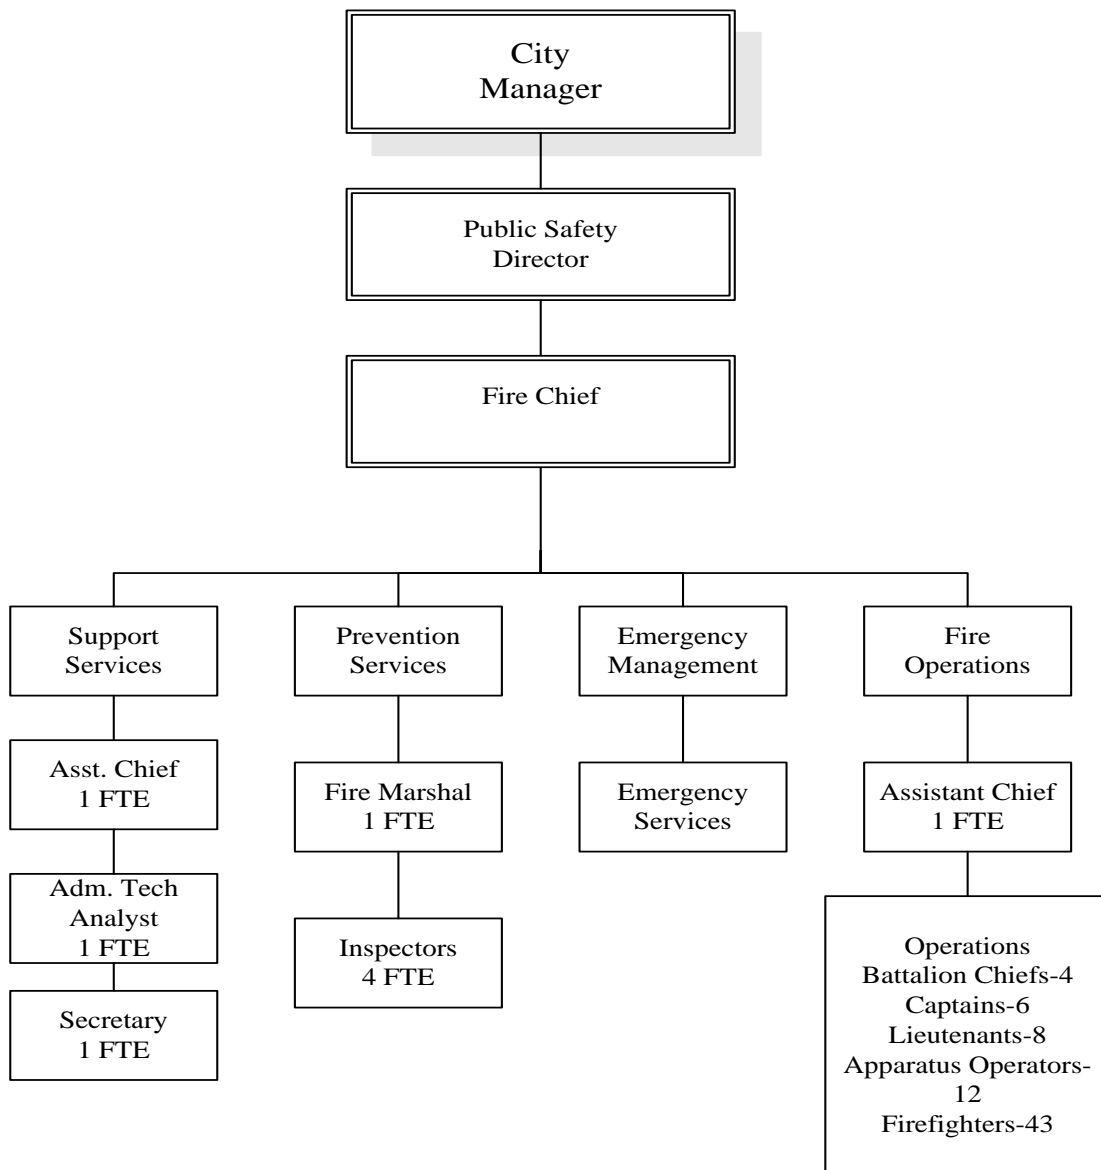 City
Manager
Public Safety
Director
Fire Chief
Support
Services
Prevention
Services
Emergency
Management
Fire
Operations
Asst. Chief
1 FTE
Fire Marshal
1 FTE
Emergency
Services
Assistant Chief
1 FTE
Adm. Tech
Analyst
1 FTE
Inspectors
4 FTE
Secretary
1 FTE
Operations
Battalion Chiefs-4
Captains-6
Lieutenants-8
Apparatus Operators-
12
Firefighters-43